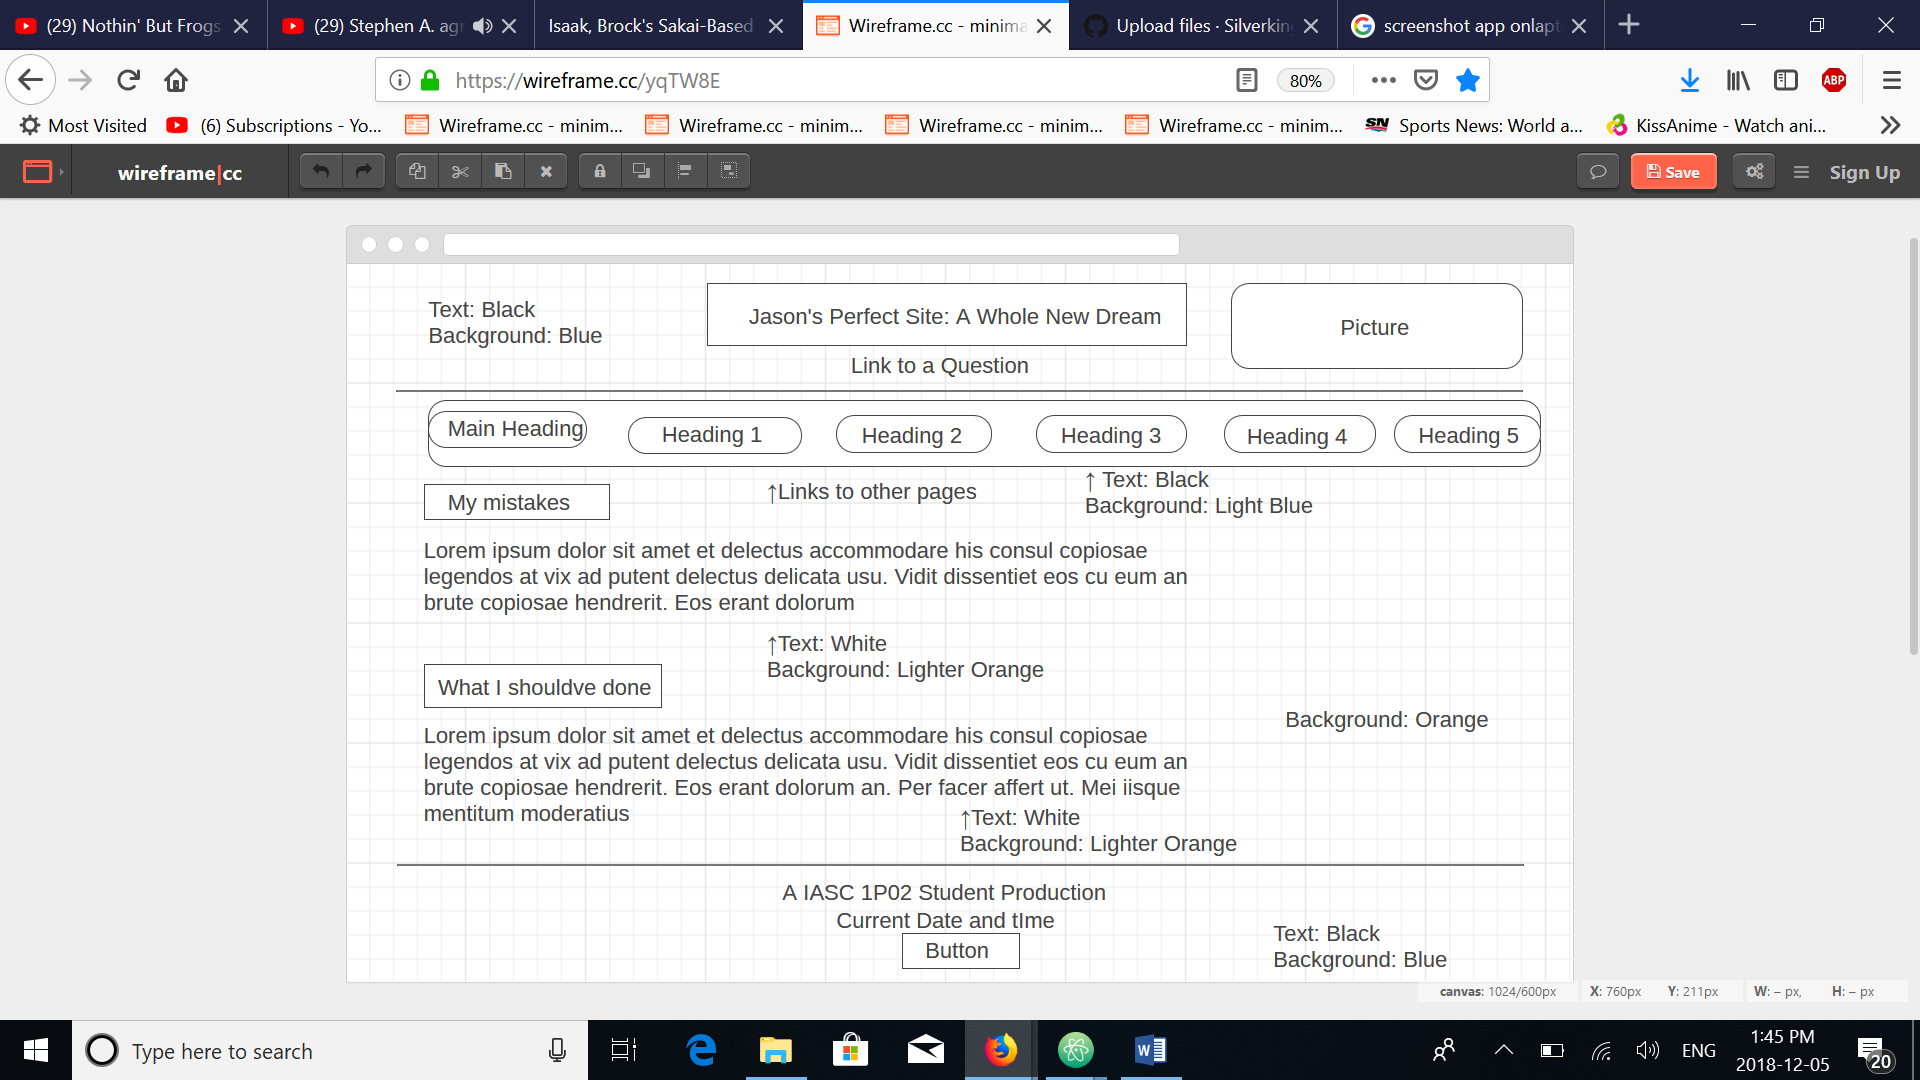 (29) Nothin' But Frogs
(29) Stephen A. agr
Isaak, Brock's Sakai-Based
Wireframe.cc - minima
Upload files · Silverkin
screenshot app onlapt
https://wireframe.cc/yqTW8E
80%
ABP
Most Visited
(6) Subscriptions - Yo...
Wireframe.cc - minim...
Wireframe.cc - minim...
Wireframe.cc - minim...
Wireframe.cc - minim...
SN
Sports News: World a...
KissAnime - Watch ani...
wireframe|cc
Save
Sign Up
Text: Black
Background: Blue
Jason's Perfect Site: A Whole New Dream
Picture
Link to a Question
Main Heading
Heading 1
Heading 2
Heading 3
Heading 4
Heading 5
My mistakes
↑Links to other pages
↑ Text: Black
Background: Light Blue
Lorem ipsum dolor sit amet et delectus accommodare his consul copiosae
legendos at vix ad putent delectus delicata usu. Vidit dissentiet eos cu eum an
brute copiosae hendrerit. Eos erant dolorum
↑Text: White
Background: Lighter Orange
What I shouldve done
Background: Orange
Lorem ipsum dolor sit amet et delectus accommodare his consul copiosae
legendos at vix ad putent delectus delicata usu. Vidit dissentiet eos cu eum an
brute copiosae hendrerit. Eos erant dolorum an. Per facer affert ut. Mei iisque
mentitum moderatius
↑Text: White
Background: Lighter Orange
A IASC 1P02 Student Production
Current Date and tIme
Button
Text: Black
Background: Blue
canvas: 1024/600px
X: 760px
Y: 211px
W: – px,
H: – px
Type here to search
ENG
1:45 PM
2018-12-05
20